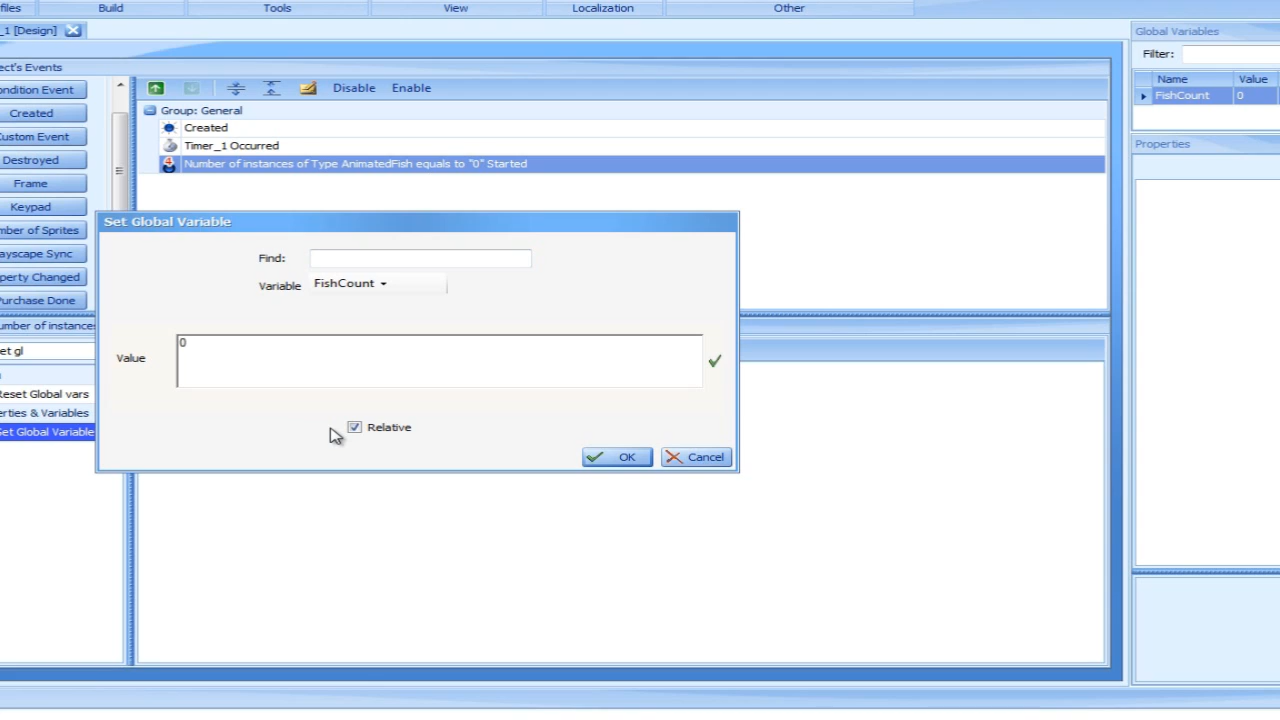 files Build Tools View Localization Other
_1 [Design]
Global Variables
Filter:
Name Value
FishCount 0
Properties
ect's Events
ondition Event
Created
Custom Event
Destroyed
Frame
Keypad
mber of Sprites
ayscape Sync
perty Changed
Purchase Done
Disable Enable
Group: General
Created
Timer_1 Occurred
4 Number of instances of Type AnimatedFish equals to "0" Started
Set Global Variable
Find:
Variable FishCount
Value 0
Relative
OK Cancel
umber of instances
et gl
Reset Global vars
erties & Variables
Set Global Variable